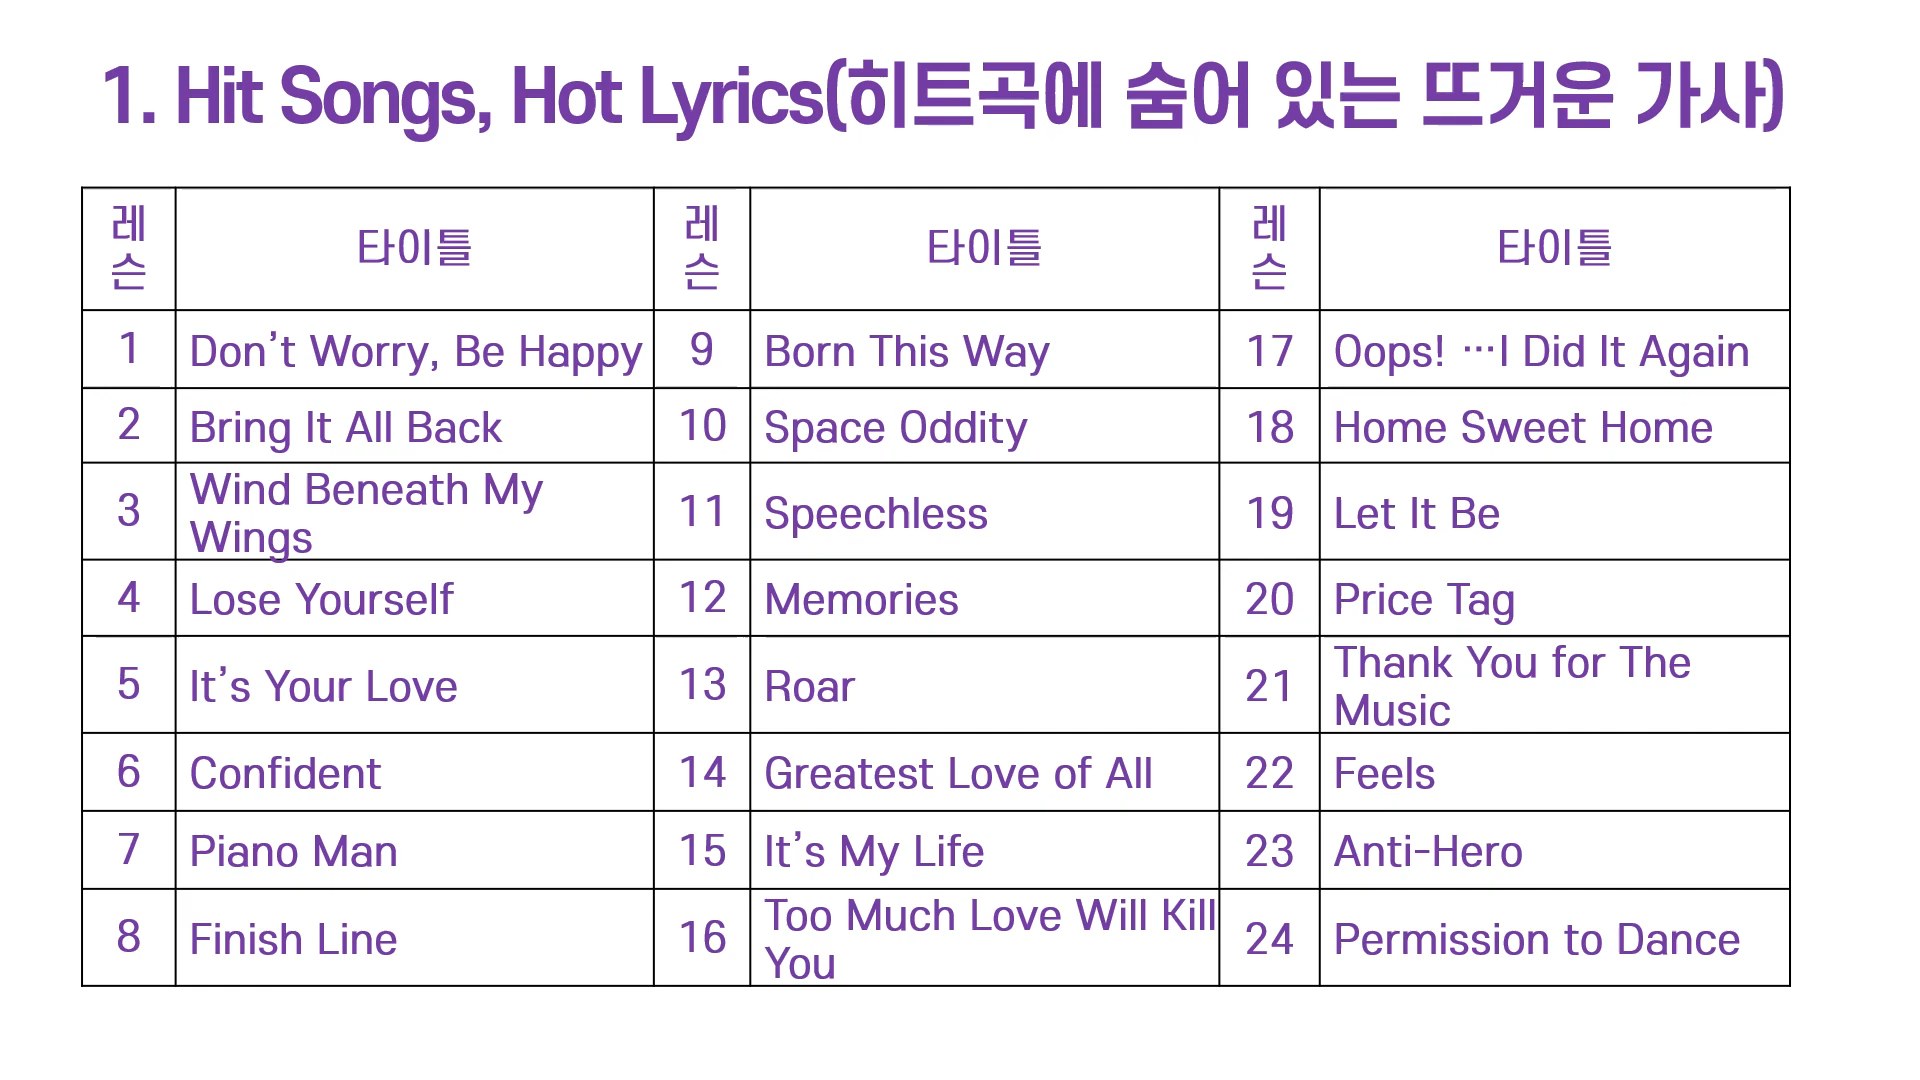 1. Hit Songs, Hot Lyrics(히트곡에 숨어 있는 뜨거운 가사)
레슨 타이틀 레슨 타이틀 레슨 타이틀
1 Don’t Worry, Be Happy 9 Born This Way 17 Oops! …I Did It Again
2 Bring It All Back 10 Space Oddity 18 Home Sweet Home
3 Wind Beneath My Wings 11 Speechless 19 Let It Be
4 Lose Yourself 12 Memories 20 Price Tag
5 It’s Your Love 13 Roar 21 Thank You for The Music
6 Confident 14 Greatest Love of All 22 Feels
7 Piano Man 15 It’s My Life 23 Anti-Hero
8 Finish Line 16 Too Much Love Will Kill You 24 Permission to Dance